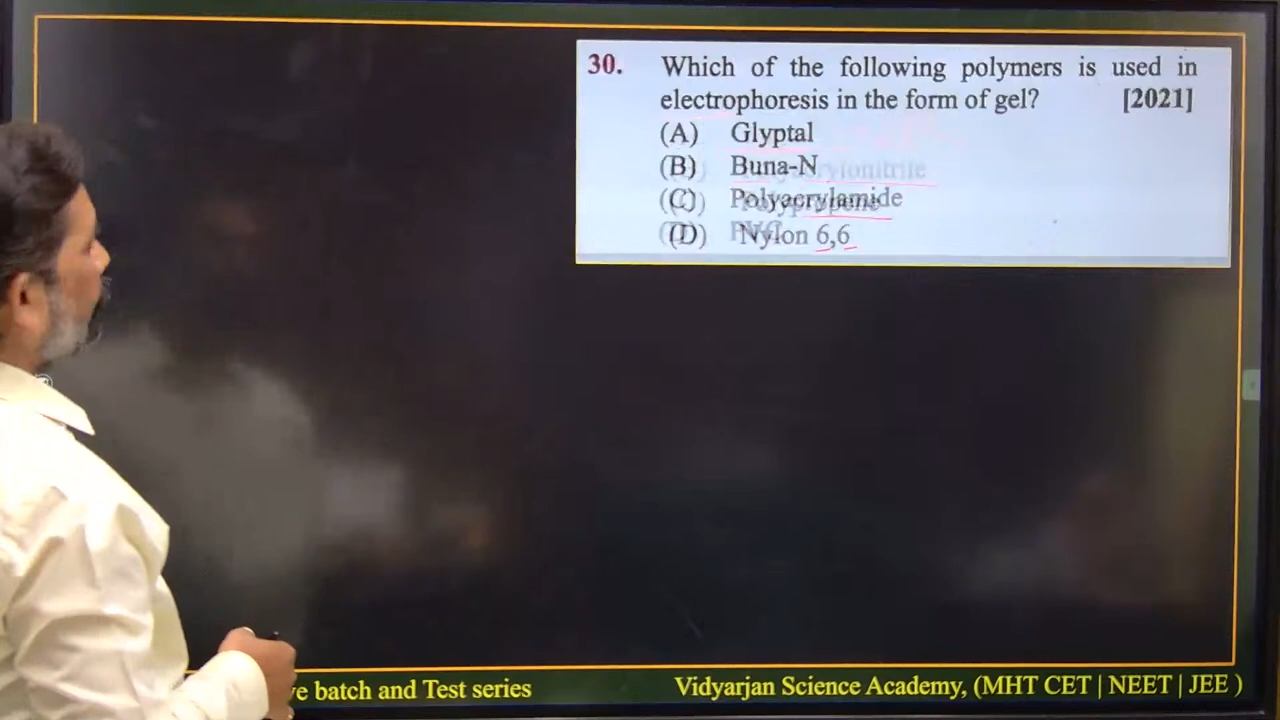 30. Which of the following polymers is used in
electrophoresis in the form of gel? [2021]
(A) Glyptal
(B) Buna-N
(C) Polyacrylamide
(D) Nylon 6,6
ve batch and Test series
Vidyarjan Science Academy, (MHT CET | NEET | JEE )